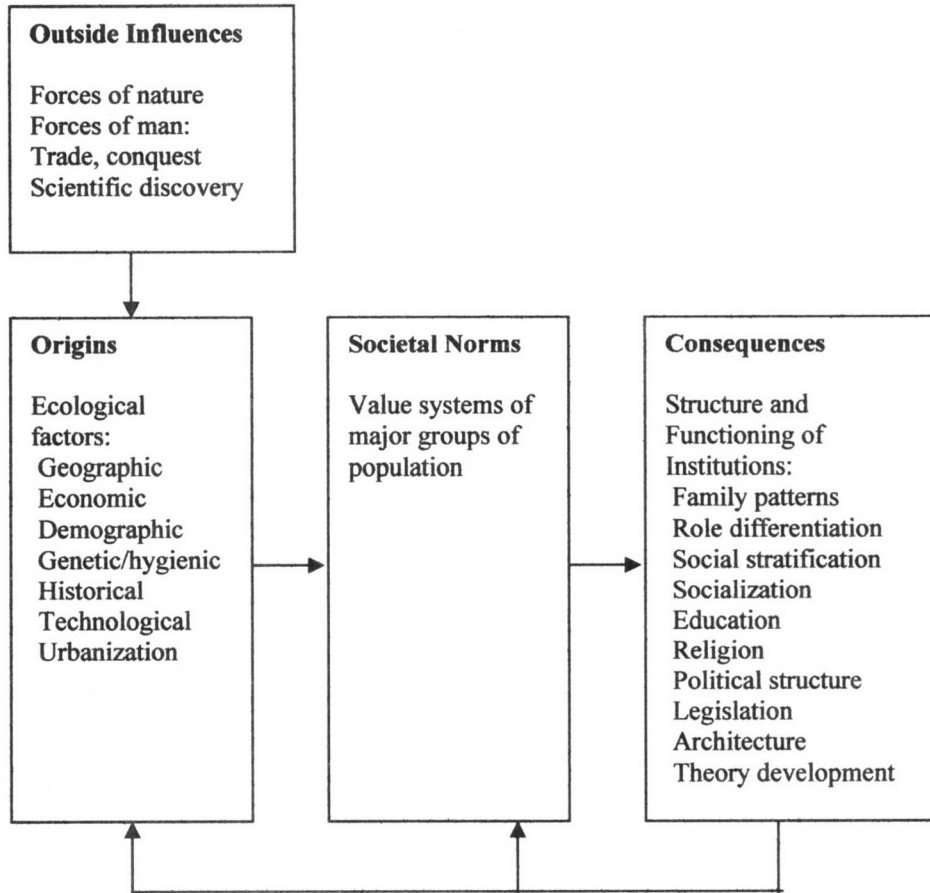 Outside Influences
Forces of nature
Forces of man:
Trade, conquest
Scientific discovery
Origins
Ecological
factors:
Geographic
Economic
Demographic
Genetic/hygienic
Historical
Technological
Urbanization
Societal Norms
Value systems of
major groups of
population
Consequences
Structure and
Functioning of
Institutions:
Family patterns
Role differentiation
Social stratification
Socialization
Education
Religion
Political structure
Legislation
Architecture
Theory development